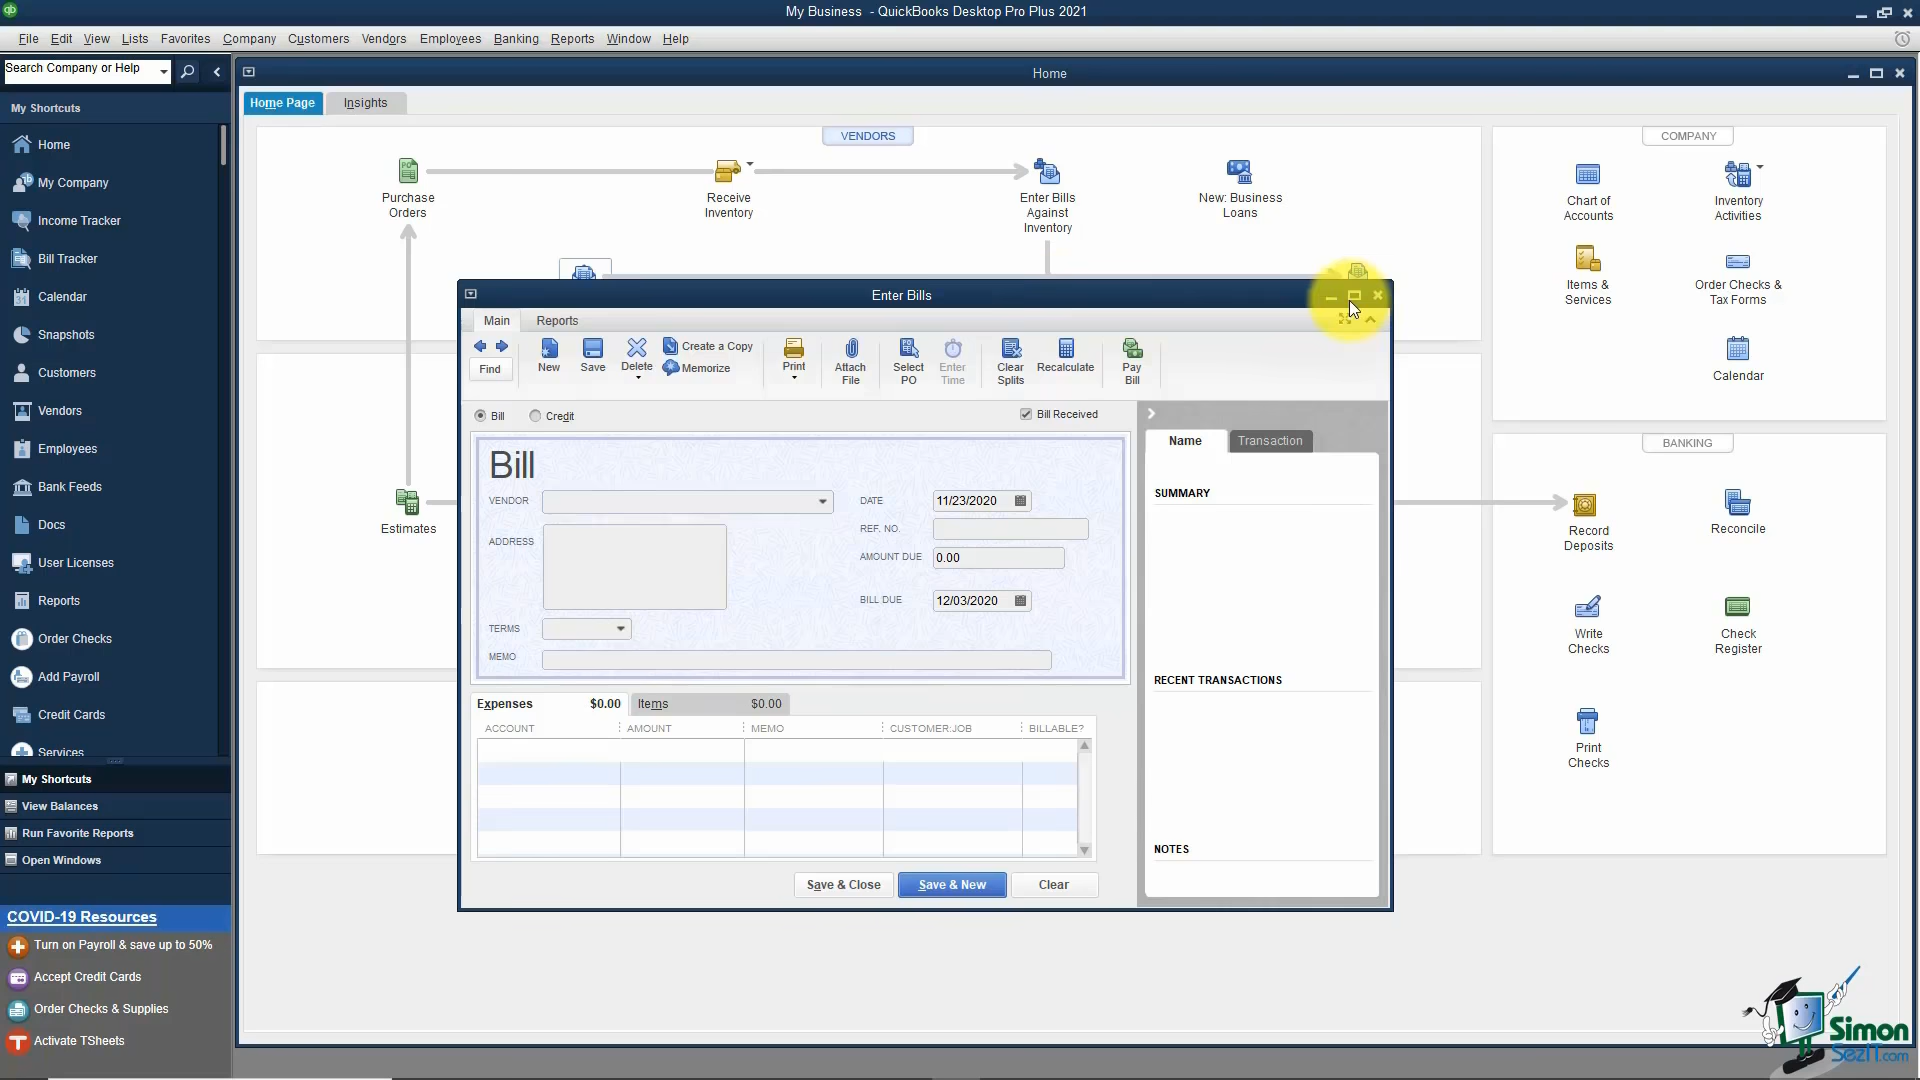 My Business - QuickBooks Desktop Pro Plus 2021
File Edit View Lists Favorites Company Customers Vendors Employees Banking Reports Window Help
Search Company or Help
Home
My Shortcuts
Home
My Company
Income Tracker
Bill Tracker
Calendar
Snapshots
Customers
Vendors
Employees
Bank Feeds
Docs
User Licenses
Reports
Order Checks
Add Payroll
Credit Cards
Services
My Shortcuts
View Balances
Run Favorite Reports
Open Windows
COVID-19 Resources
Turn on Payroll & save up to 50%
Accept Credit Cards
Order Checks & Supplies
Activate TSheets
Home Page Insights
VENDORS
Purchase
Orders
Receive
Inventory
Enter Bills
Against
Inventory
New: Business
Loans
Estimates
COMPANY
Chart of
Accounts
Inventory
Activities
Items &
Services
Order Checks &
Tax Forms
Calendar
BANKING
Record
Deposits
Reconcile
Write
Checks
Check
Register
Print
Checks
Enter Bills
Main Reports
Find
New
Save
Delete
Create a Copy
Memorize
Print
Attach
File
Select
PO
Enter
Time
Clear
Splits
Recalculate
Pay
Bill
Bill Credit Bill Received
Bill
VENDOR
ADDRESS
TERMS
MEMO
DATE 11/23/2020
REF. NO.
AMOUNT DUE 0.00
BILL DUE 12/03/2020
Expenses $0.00 Items $0.00
ACCOUNT AMOUNT MEMO CUSTOMER:JOB BILLABLE?
Save & Close Save & New Clear
Name Transaction
SUMMARY
RECENT TRANSACTIONS
NOTES
Simon
SezIT.com